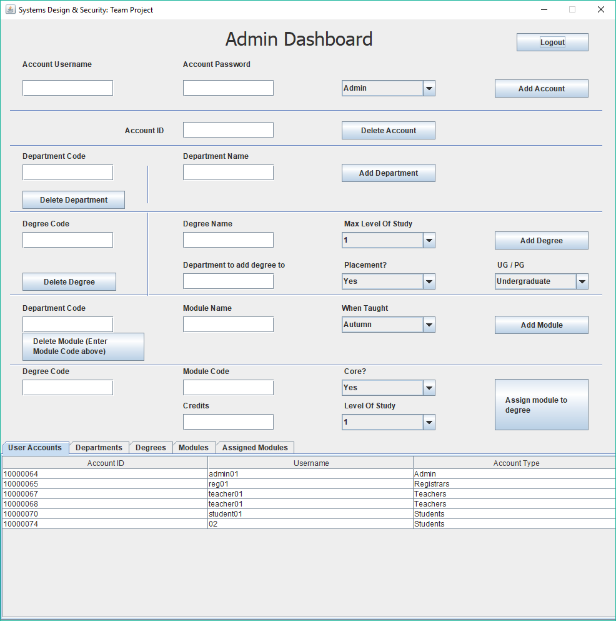 Systems Design & Security: Team Project
Admin Dashboard
Logout
Account Username Account Password
Admin Add Account
Account ID Delete Account
Department Code Department Name
Add Department
Delete Department
Degree Code Degree Name Max Level Of Study
1 Add Degree
Department to add degree to Placement? UG / PG
Delete Degree Yes Undergraduate
Department Code Module Name When Taught
Autumn Add Module
Delete Module (Enter
Module Code above)
Degree Code Module Code Core?
Yes
Assign module to
degree
Credits Level Of Study
1
User Accounts Departments Degrees Modules Assigned Modules
Account ID Username Account Type
10000064 admin01 Admin
10000065 reg01 Registrars
10000067 teacher01 Teachers
10000068 teacher01 Teachers
10000070 student01 Students
10000074 02 Students